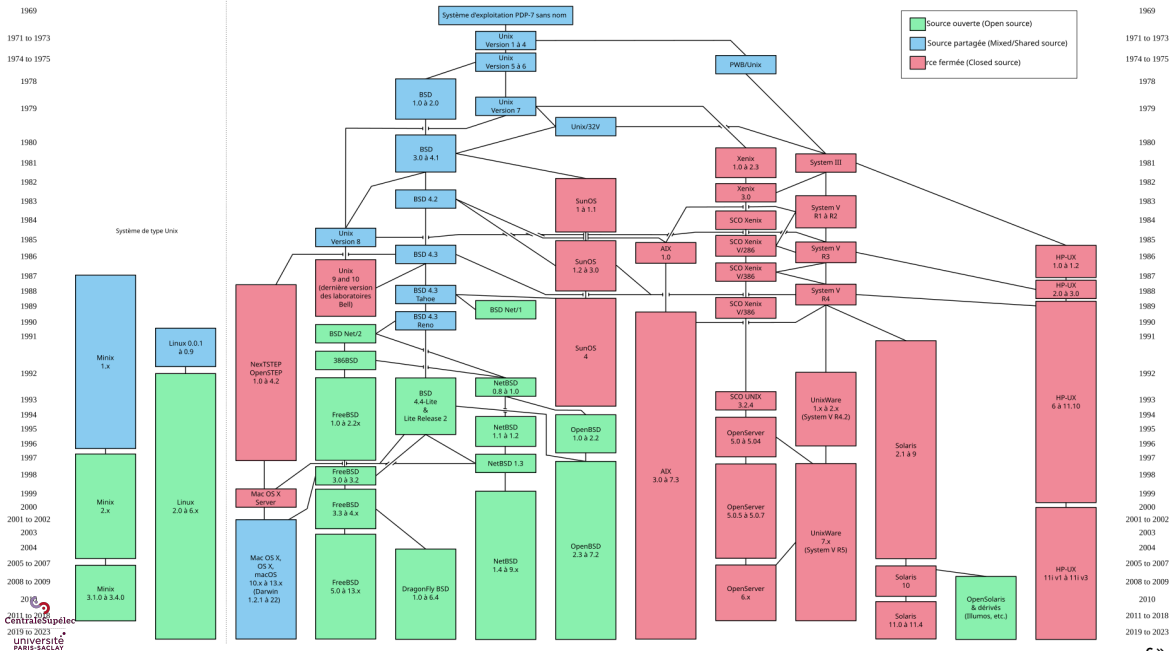 1969
Système d'exploitation PDP-7 sans nom
1969
Source ouverte (Open source)
Source partagée (Mixed/Shared source)
rce fermée (Closed source)
1971 to 1973
Unix
Version 1 à 4
1971 to 1973
1974 to 1975
Unix
Version 5 à 6
PWB/Unix
1974 to 1975
1978
BSD
1.0 à 2.0
1978
1979
Unix
Version 7
1979
Unix/32V
1980
BSD
3.0 à 4.1
1980
1981
Xenix
1.0 à 2.3
System III
1981
1982
Xenix
3.0
1982
1983
BSD 4.2
SunOS
1 à 1.1
1983
1984
SCO Xenix
System V
R1 à R2
1984
Système de type Unix
1985
Unix
Version 8
1985
1986
BSD 4.3
SunOS
1.2 à 3.0
AIX
1.0
SCO Xenix
V/286
System V
R3
HP-UX
1.0 à 1.2
1986
1987
Unix
9 and 10
(dernière version
des laboratoires
Bell)
SCO Xenix
V/386
1987
1988
BSD 4.3
Tahoe
System V
R4
HP-UX
2.0 à 3.0
1988
1989
BSD Net/1
SCO Xenix
V/386
1989
1990
BSD 4.3
Reno
1990
1991
Minix
1.x
Linux 0.0.1
à 0.9
BSD Net/2
SunOS
4
1991
1992
NexTSTEP
OpenSTEP
1.0 à 4.2
386BSD
1992
1993
FreeBSD
1.0 à 2.2x
BSD
4.4-Lite
&
Lite Release 2
NetBSD
0.8 à 1.0
SCO UNIX
3.2.4
UnixWare
1.x à 2.x
(System V R4.2)
HP-UX
6 à 11.10
1993
1994
1994
1995
NetBSD
1.1 à 1.2
OpenBSD
1.0 à 2.2
OpenServer
5.0 à 5.04
Solaris
2.1 à 9
1995
1996
1996
1997
NetBSD 1.3
1997
1998
FreeBSD
3.0 à 3.2
AIX
3.0 à 7.3
1998
1999
Minix
2.x
Linux
2.0 à 6.x
Mac OS X
Server
FreeBSD
3.3 à 4.x
OpenServer
5.0.5 à 5.0.7
UnixWare
7.x
(System V R5)
1999
2000
2000
2001 to 2002
2001 to 2002
2003
2003
2004
Mac OS X,
OS X,
macOS
10.x à 13.x
(Darwin
1.2.1 à 22)
NetBSD
1.4 à 9.x
OpenBSD
2.3 à 7.2
2004
2005 to 2007
2005 to 2007
2008 to 2009
Minix
3.1.0 à 3.4.0
FreeBSD
5.0 à 13.x
DragonFly BSD
1.0 à 6.4
OpenServer
6.x
Solaris
10
HP-UX
11i v1 à 11i v3
2008 to 2009
2010
OpenSolaris
& dérivés
(Illumos, etc.)
2010
2011 to 2018
Solaris
11.0 à 11.4
2011 to 2018
CentraleSupélec
2019 to 2023
2019 to 2023
université
PARIS-SACLAY